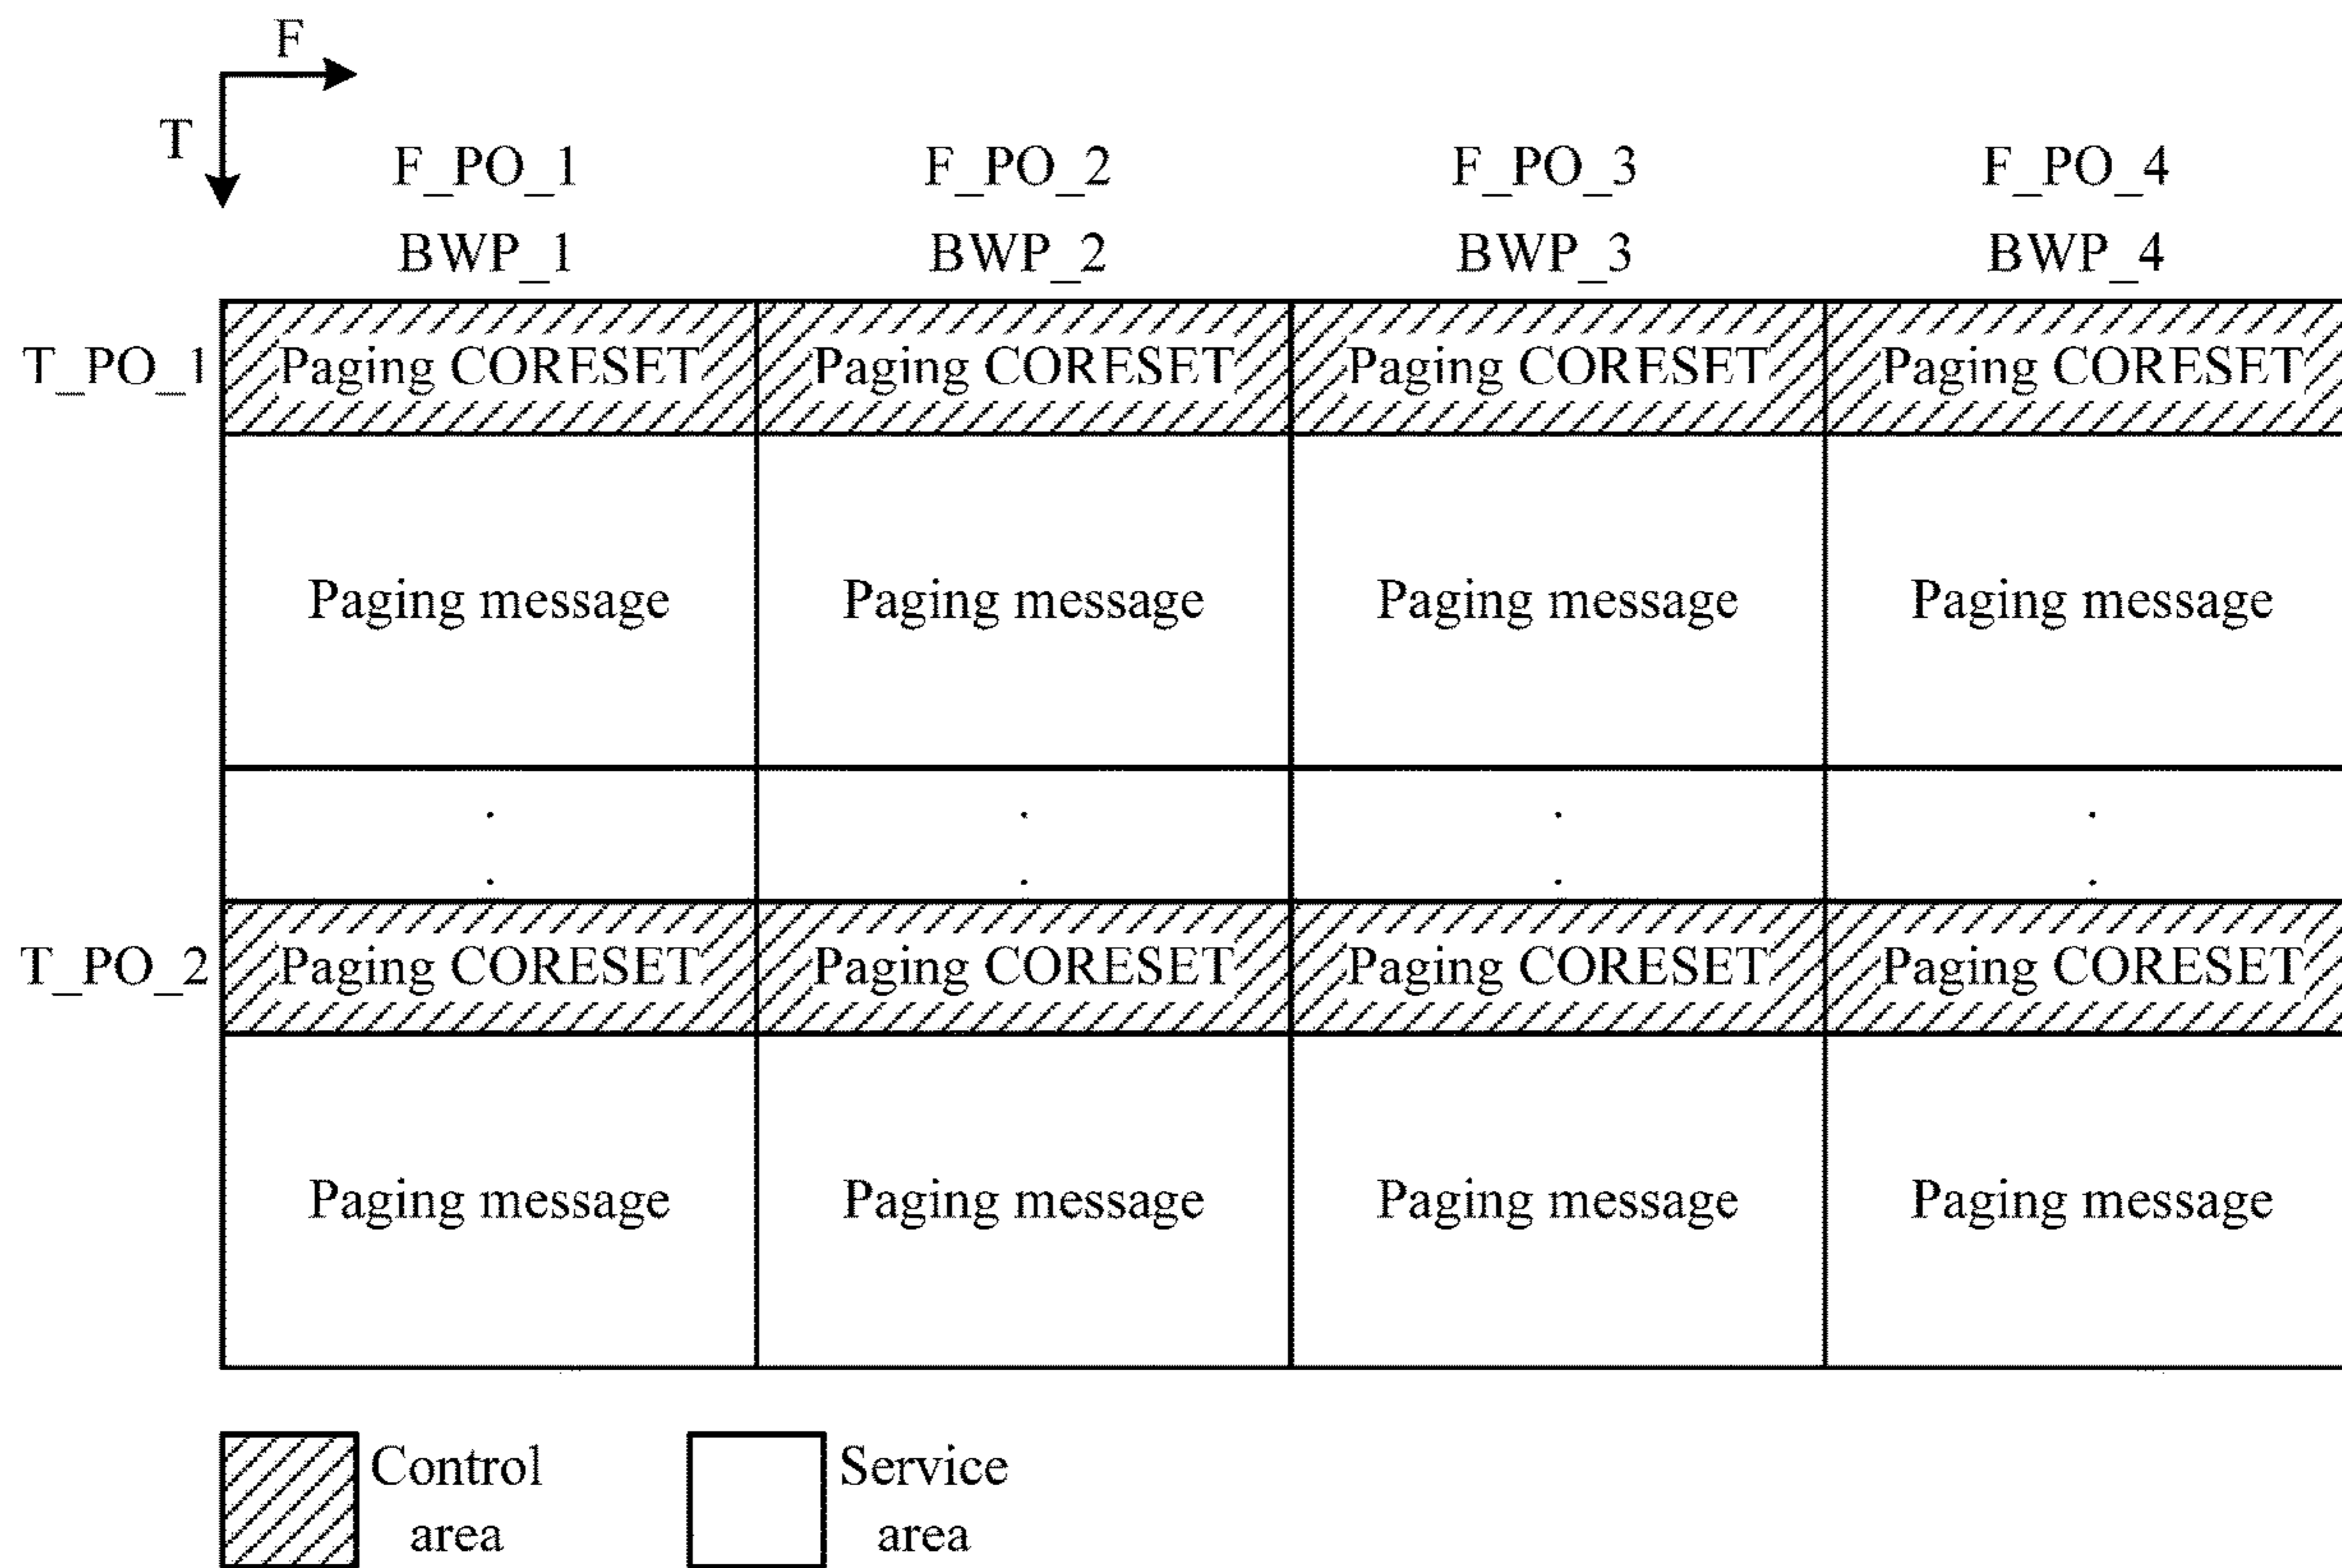 F
T
F_PO_1 F_PO_2 F_PO_3 F_PO_4
BWP_1 BWP_2 BWP_3 BWP_4
T_PO_1 Paging CORESET Paging CORESET Paging CORESET Paging CORESET
Paging message Paging message Paging message Paging message
T_PO_2 Paging CORESET Paging CORESET Paging CORESET Paging CORESET
Paging message Paging message Paging message Paging message
Control Service
area area